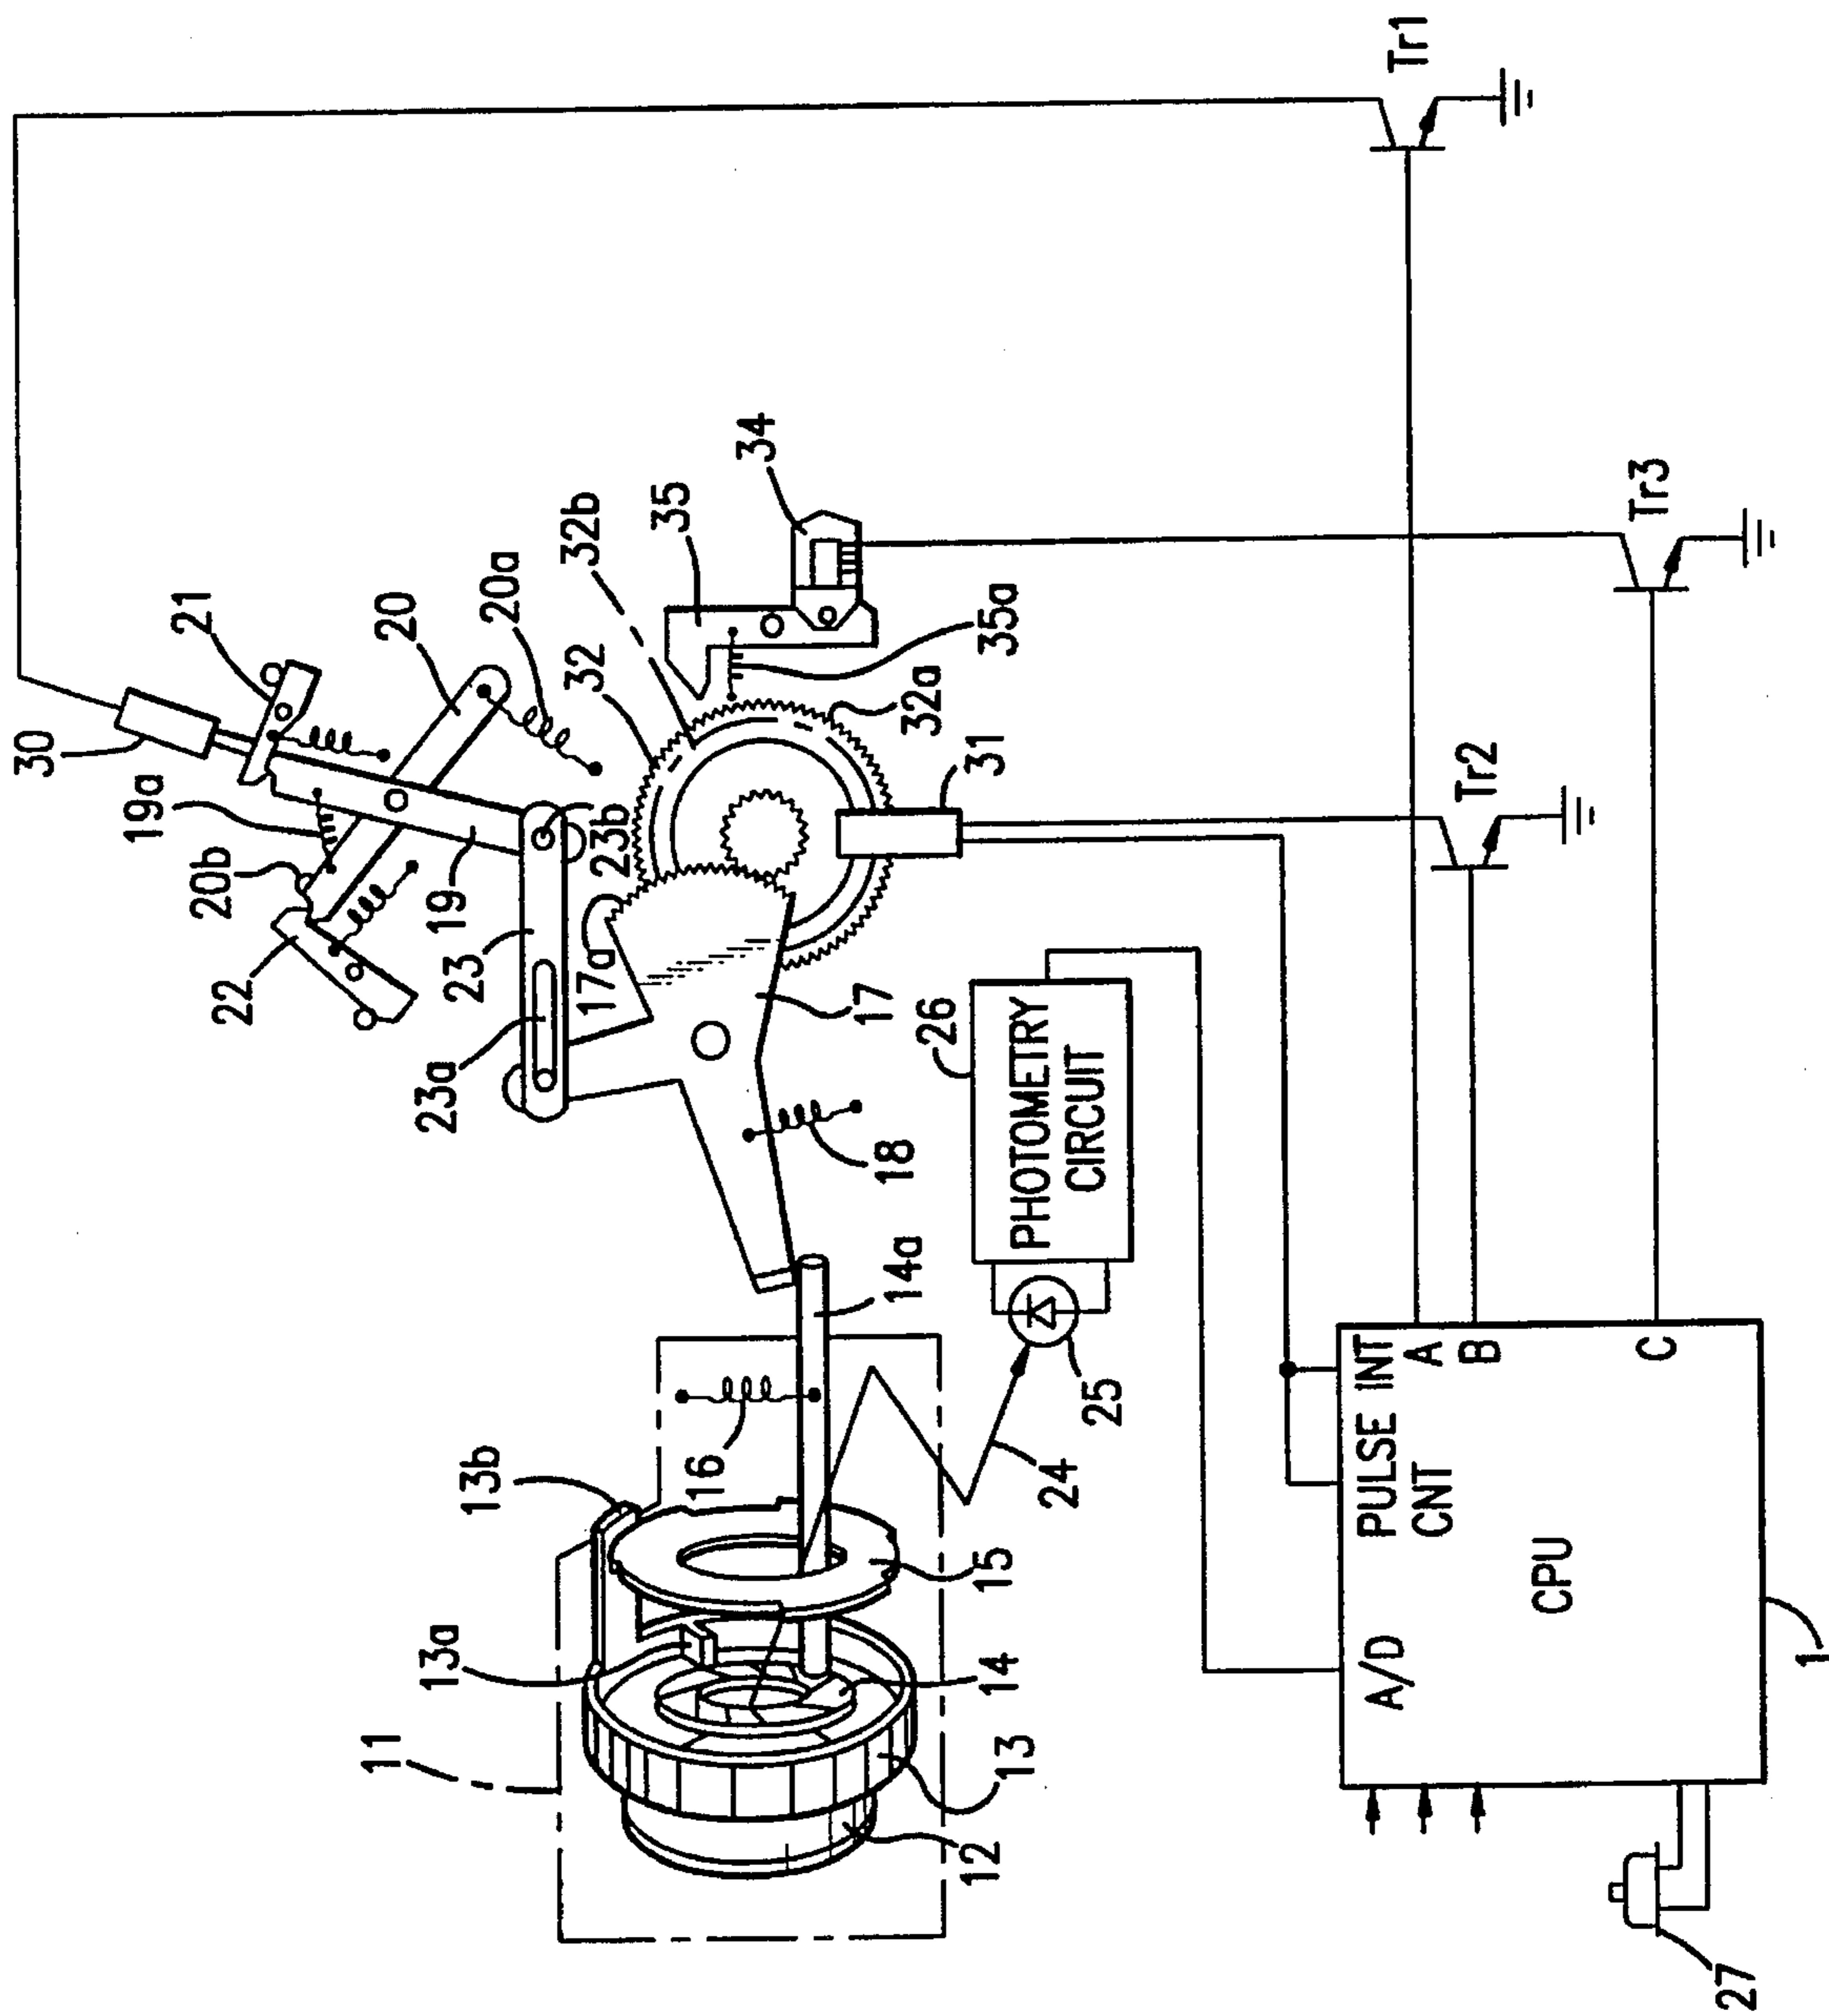 11
13a
13b
16
14a
12
13
14
15
24
25
18
26
PHOTOMETRY
CIRCUIT
17
17a
23a
23
23b
22
20b
19a
19
30
21
20
20a
32
32b
35
34
35a
32a
31
Tr1
Tr2
Tr3
A/D
PULSE INT
CNT
A
B
C
CPU
1
27